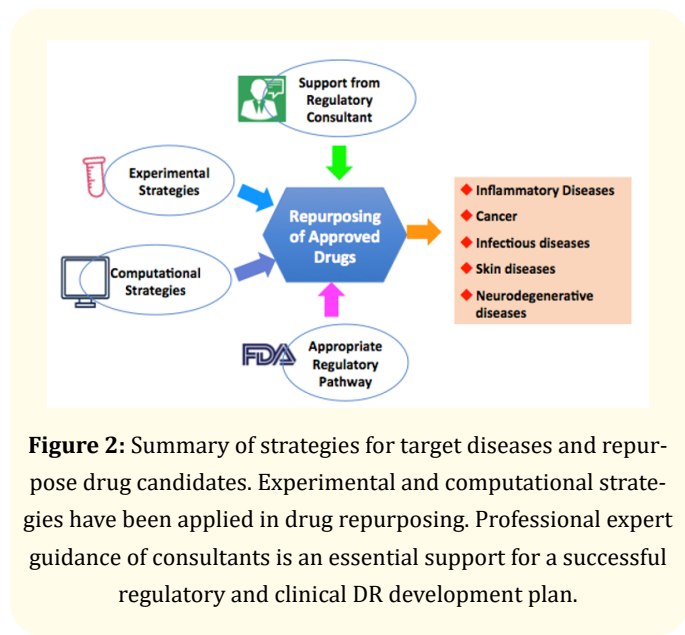 Support from
Regulatory
Consultant
Experimental
Strategies
Repurposing
of Approved
Drugs
Inflammatory Diseases
Cancer
Infectious diseases
Skin diseases
Neurodegenerative
diseases
Computational
Strategies
FDA
Appropriate
Regulatory
Pathway
Figure 2: Summary of strategies for target diseases and repur-
pose drug candidates. Experimental and computational strate-
gies have been applied in drug repurposing. Professional expert
guidance of consultants is an essential support for a successful
regulatory and clinical DR development plan.